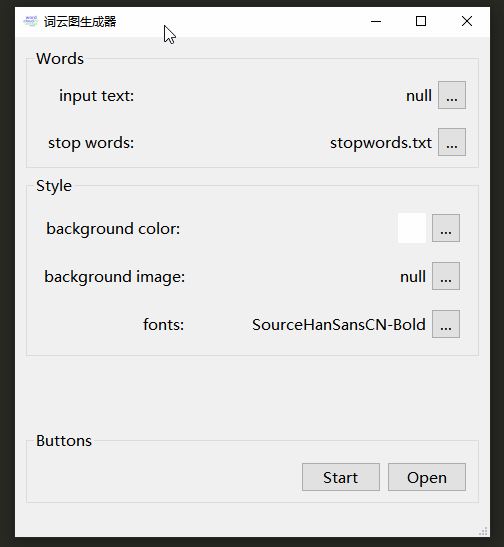 词云图生成器
Words
input text: null ...
stop words: stopwords.txt ...
Style
background color: ...
background image: null ...
fonts: SourceHanSansCN-Bold ...
Buttons
Start Open